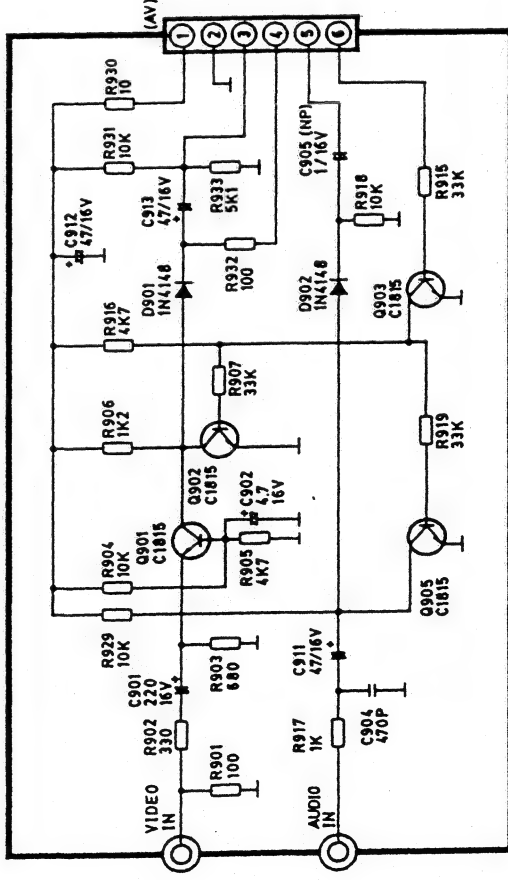 (AV)
1
2
3
4
5
6
R930
10
R931
10K
C912
47/16V
+
C913
47/16V
+
R933
5K1
C905 (NP)
1/16V
R915
33K
R918
10K
R932
100
D901
1N4148
D902
1N4148
Q903
C1815
R916
4K7
R907
33K
R906
1K2
Q902
C1815
C902
4.7
16V
+
R919
33K
Q901
C1815
R904
10K
R905
4K7
Q905
C1815
R929
10K
C901
220
16V
+
R903
680
C911
47/16V
+
R902
330
R917
1K
C904
470P
R901
100
VIDEO
IN
AUDIO
IN